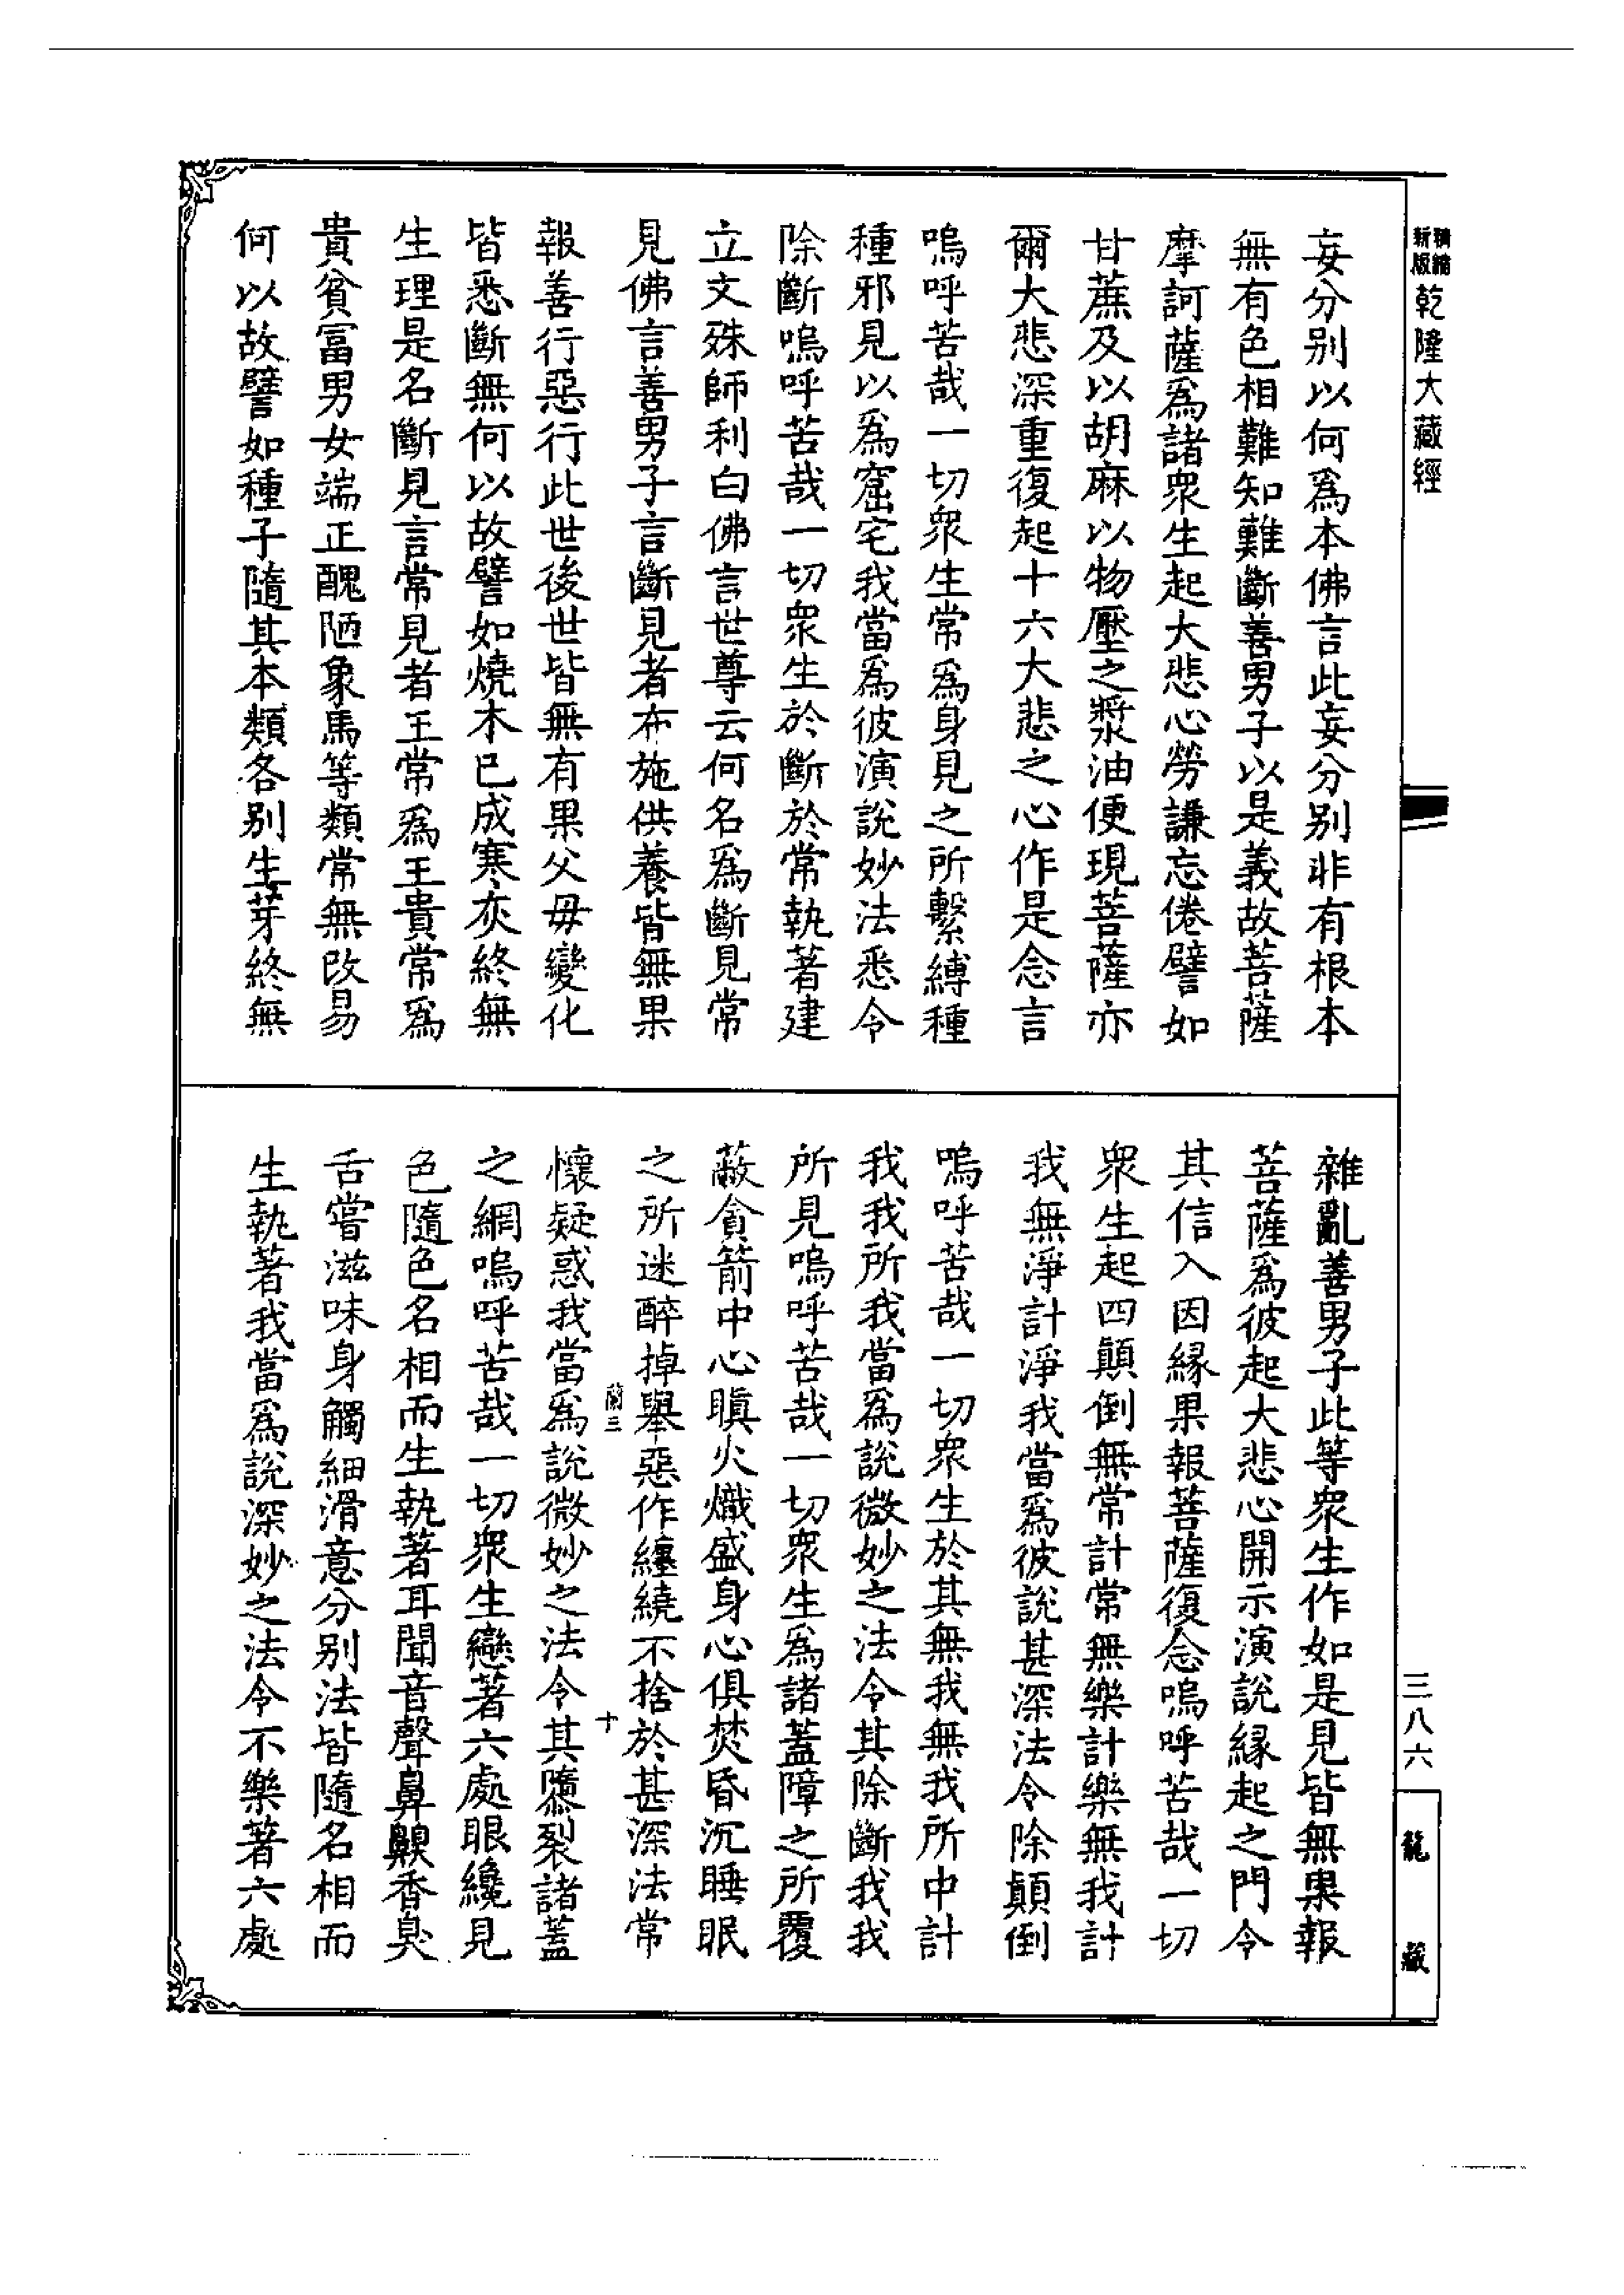 精縮新版乾隆大藏經
妄分别以何爲本佛言此妄分别非有根本
無有色相難知難斷善男子以是義故菩薩
摩訶薩爲諸衆生起大悲心勞謙忘倦譬如
甘蔗及以胡麻以物壓之漿油便現菩薩亦
爾大悲深重復起十六大悲之心作是念言
嗚呼苦哉一切衆生常爲身見之所繫縛種
種邪見以爲窟宅我當爲彼演說妙法悉令
除斷嗚呼苦哉一切衆生於斷於常執著建
立文殊師利白佛言世尊云何名爲斷見常
見佛言善男子言斷見者布施供養皆無果
報善行惡行此世後世皆無有果父母變化
皆悉斷無何以故譬如燒木已成寒灰終無
生理是名斷見言常見者王常爲王貴常爲
貴貧富男女端正醜陋象馬等類常無改易
何以故譬如種子隨其本類各别生芽終無
雜亂善男子此等衆生作如是見皆無果報
菩薩爲彼起大悲心開示演說緣起之門令
其信入因緣果報菩薩復念嗚呼苦哉一切
衆生起四顛倒無常計常無樂計樂無我計
我無淨計淨我當爲彼說甚深法令除顛倒
嗚呼苦哉一切衆生於其無我無我所中計
我我所我當爲說微妙之法令其除斷我我
所見嗚呼苦哉一切衆生爲諸蓋障之所覆
蔽貪箭中心瞋火熾盛身心俱焚昏沉睡眠
之所迷醉掉舉惡作纏繞不捨於甚深法常
蘭三
十
懷疑惑我當爲說微妙之法令其隳裂諸蓋
之網嗚呼苦哉一切衆生戀著六處眼纔見
色隨色名相而生執著耳聞音聲鼻齅香臭
舌嘗滋味身觸細滑意分别法皆隨名相而
生執著我當爲說深妙之法令不樂著六處
三八六
龍藏